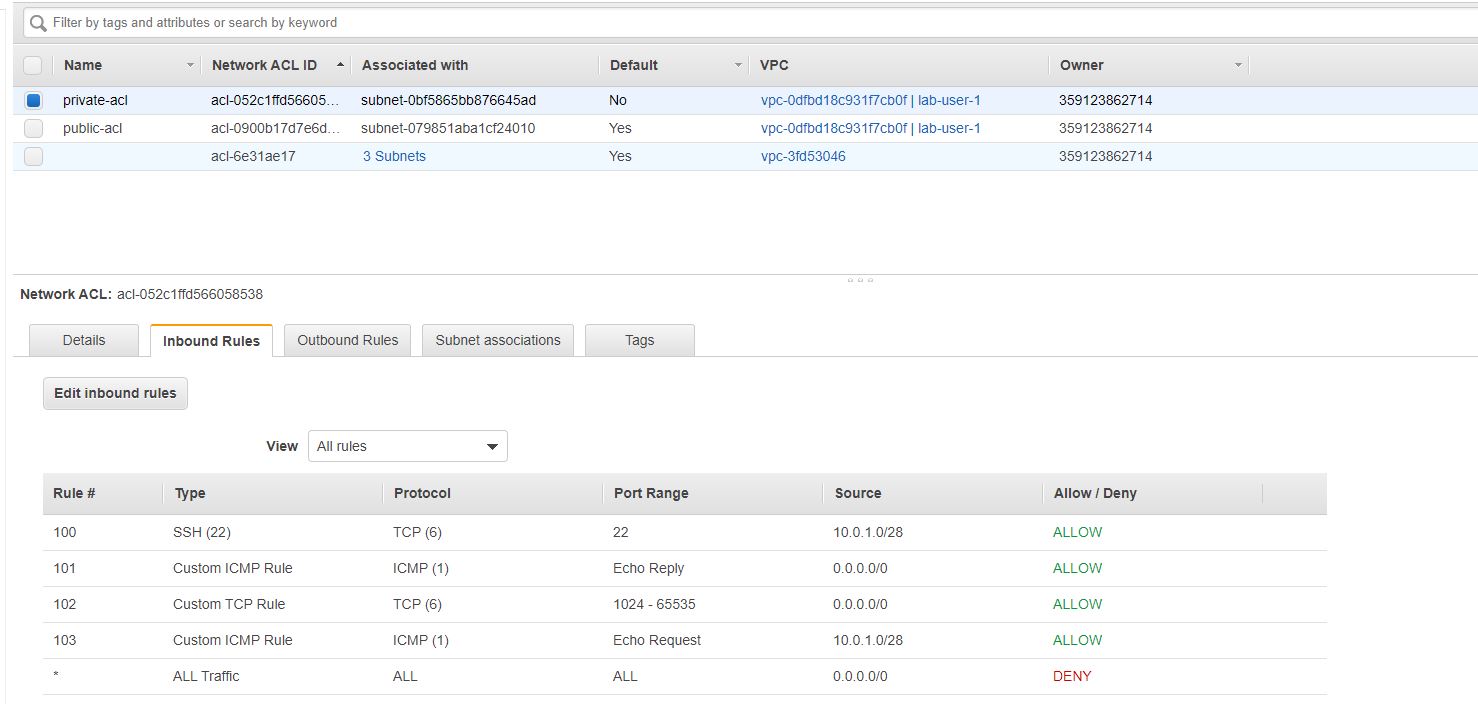 Filter by tags and attributes or search by keyword
Name Network ACL ID Associated with Default VPC Owner
private-acl acl-052c1ffd56605... subnet-0bf5865bb876645ad No vpc-0dfbd18c931f7cb0f | lab-user-1 359123862714
public-acl acl-0900b17d7e6d... subnet-079851aba1cf24010 Yes vpc-0dfbd18c931f7cb0f | lab-user-1 359123862714
acl-6e31ae17 3 Subnets Yes vpc-3fd53046 359123862714
Network ACL: acl-052c1ffd566058538
Details Inbound Rules Outbound Rules Subnet associations Tags
Edit inbound rules
View All rules
Rule # Type Protocol Port Range Source Allow / Deny
100 SSH (22) TCP (6) 22 10.0.1.0/28 ALLOW
101 Custom ICMP Rule ICMP (1) Echo Reply 0.0.0.0/0 ALLOW
102 Custom TCP Rule TCP (6) 1024 - 65535 0.0.0.0/0 ALLOW
103 Custom ICMP Rule ICMP (1) Echo Request 10.0.1.0/28 ALLOW
* ALL Traffic ALL ALL 0.0.0.0/0 DENY